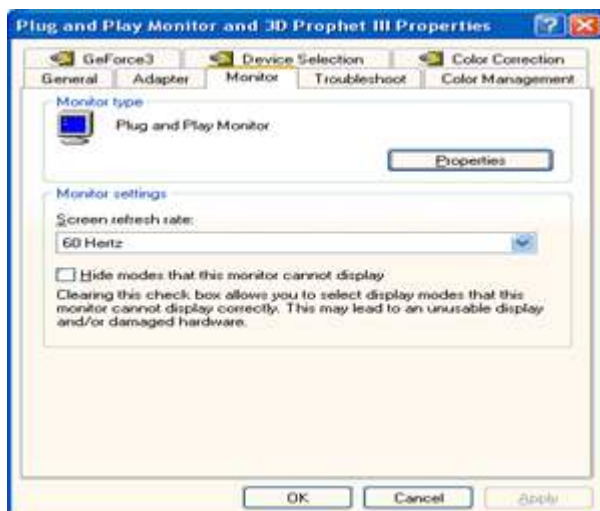 Plug and Play Monitor and 3D Prophet III Properties
GeForce3 Device Selection Color Correction
General Adapter Monitor Troubleshoot Color Management
Monitor type
Plug and Play Monitor
Properties
Monitor settings
Screen refresh rate:
60 Hertz
Hide modes that this monitor cannot display
Clearing this check box allows you to select display modes that this
monitor cannot display correctly. This may lead to an unusable display
and/or damaged hardware.
OK Cancel Apply